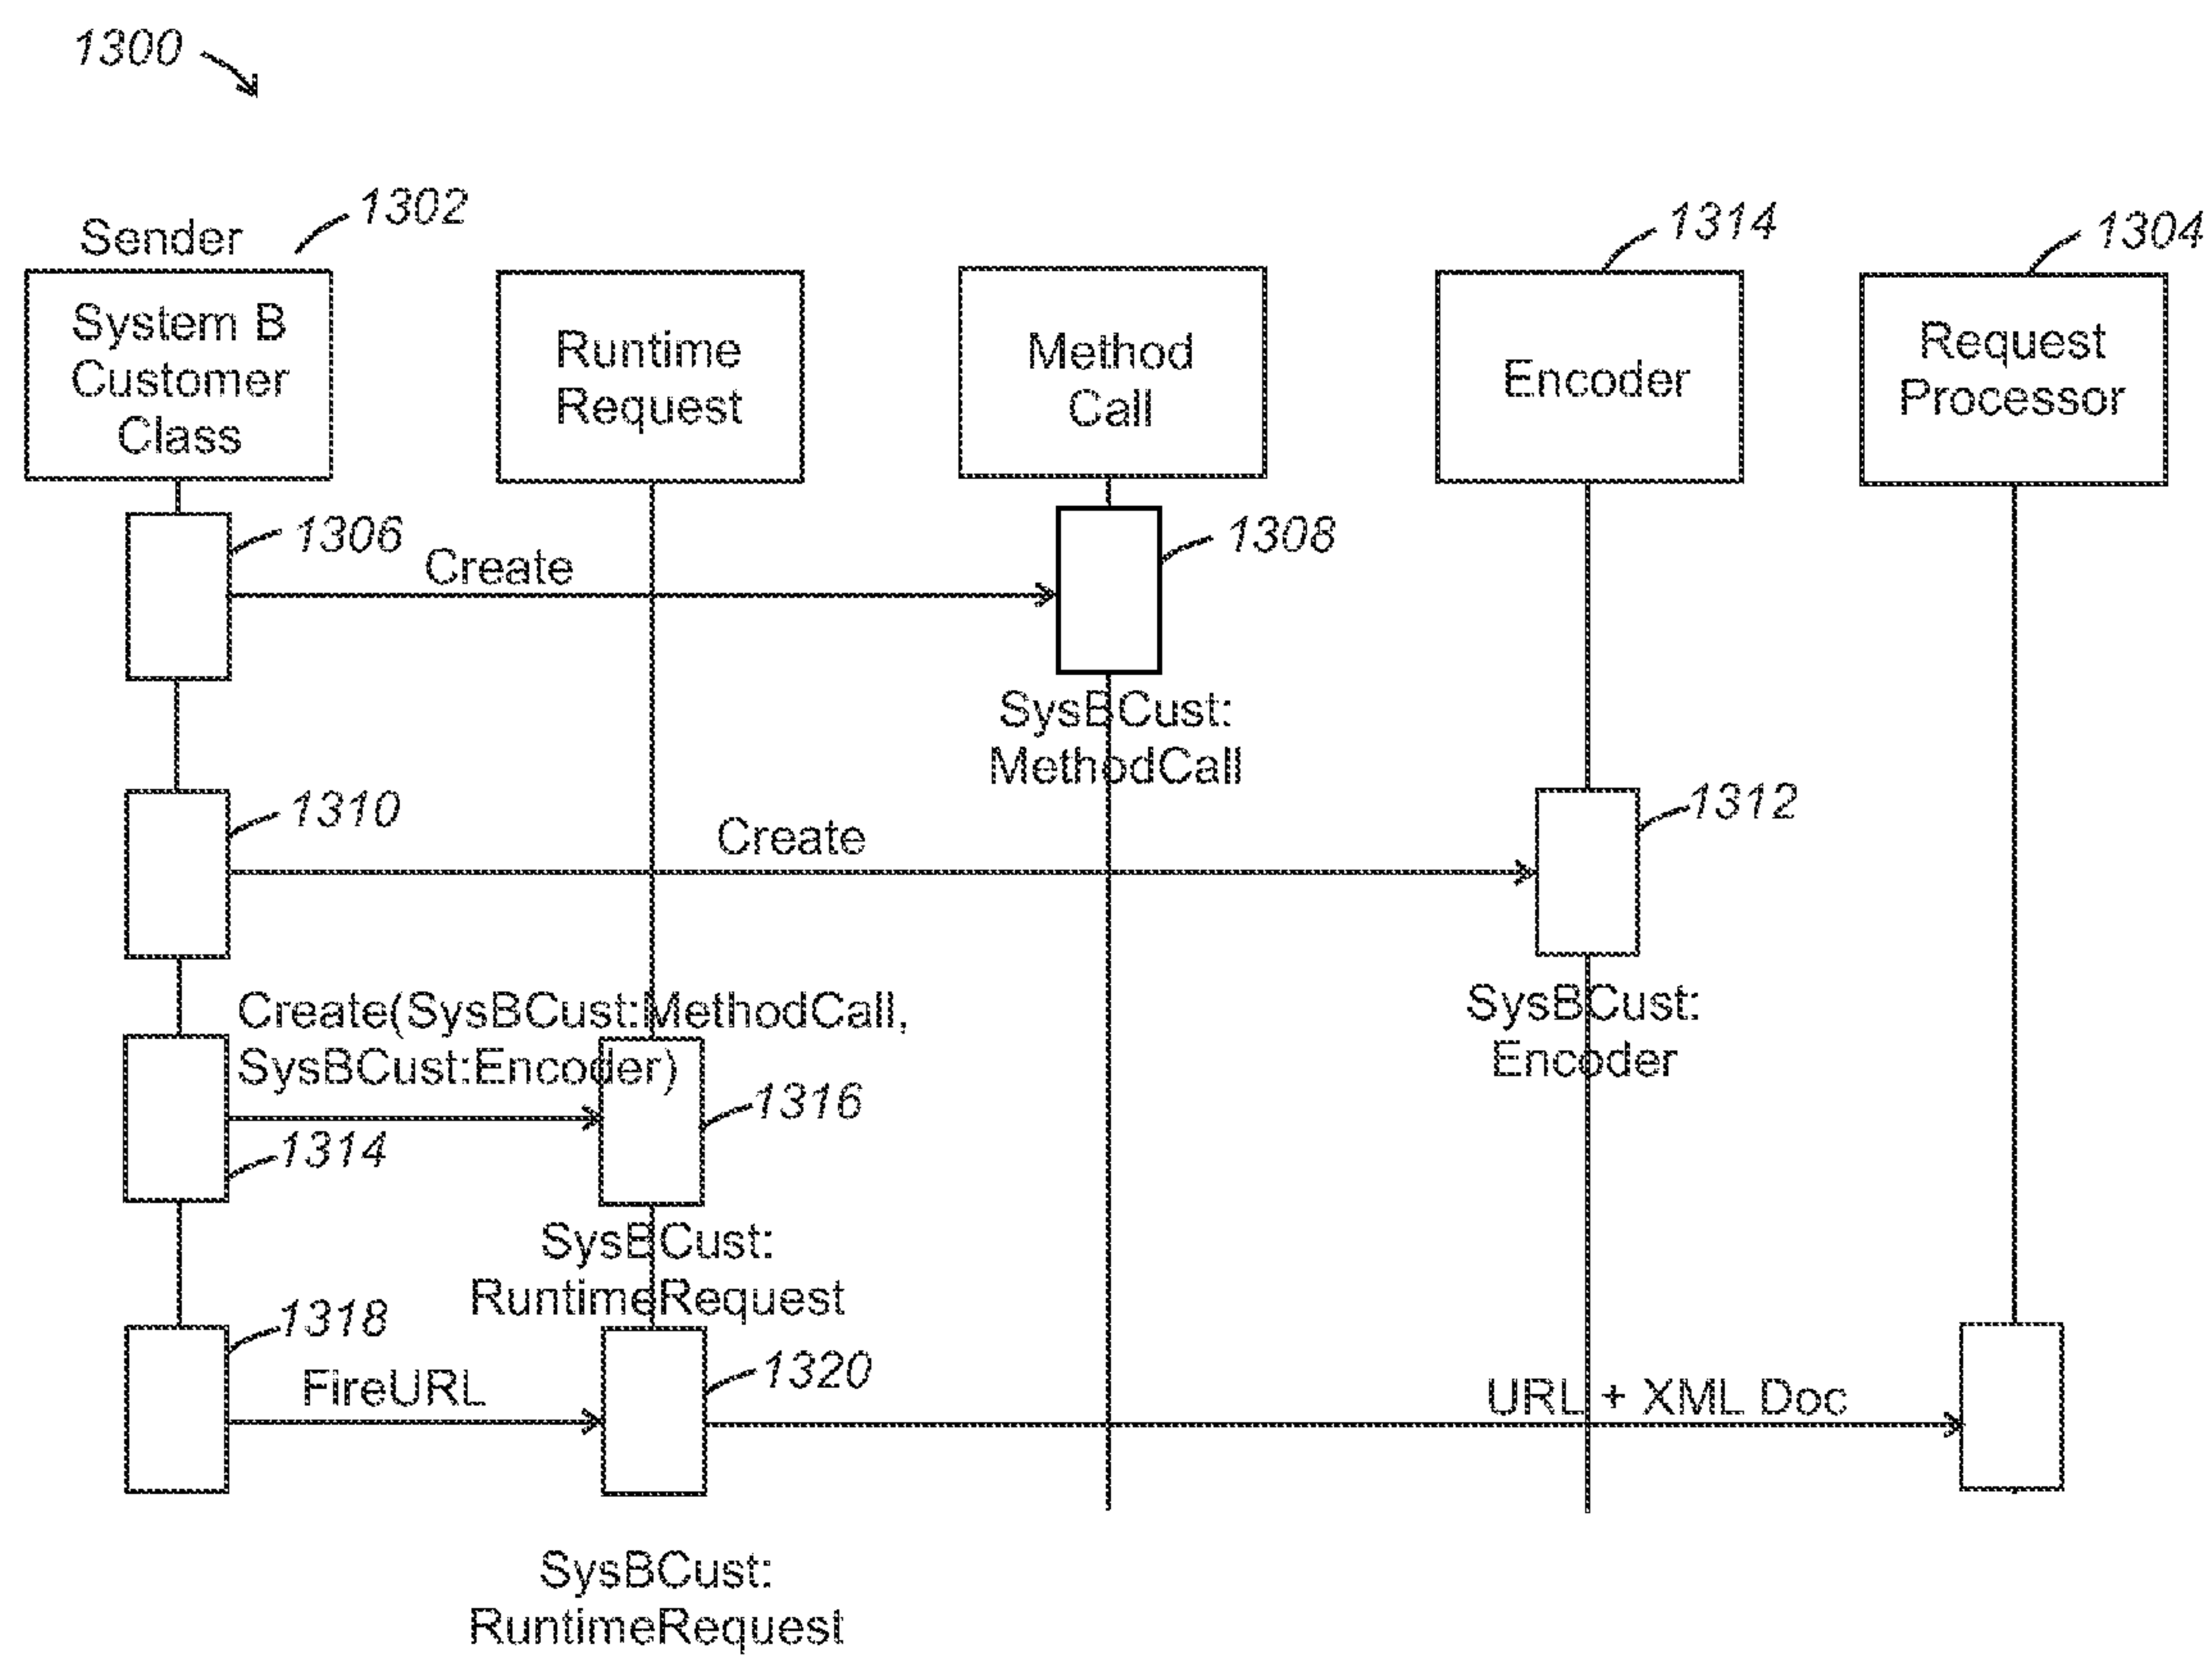 1300
Sender
1302
System B
Customer
Class
Runtime
Request
Method
Call
1314
Encoder
1304
Request
Processor
1306
Create
1308
SysBCust:
MethodCall
1310
Create
1312
SysBCust:
Encoder
Create(SysBCust:MethodCall,
SysBCust:Encoder)
1314
1316
SysBCust:
RuntimeRequest
1318
FireURL
1320
URL + XML Doc
SysBCust:
RuntimeRequest